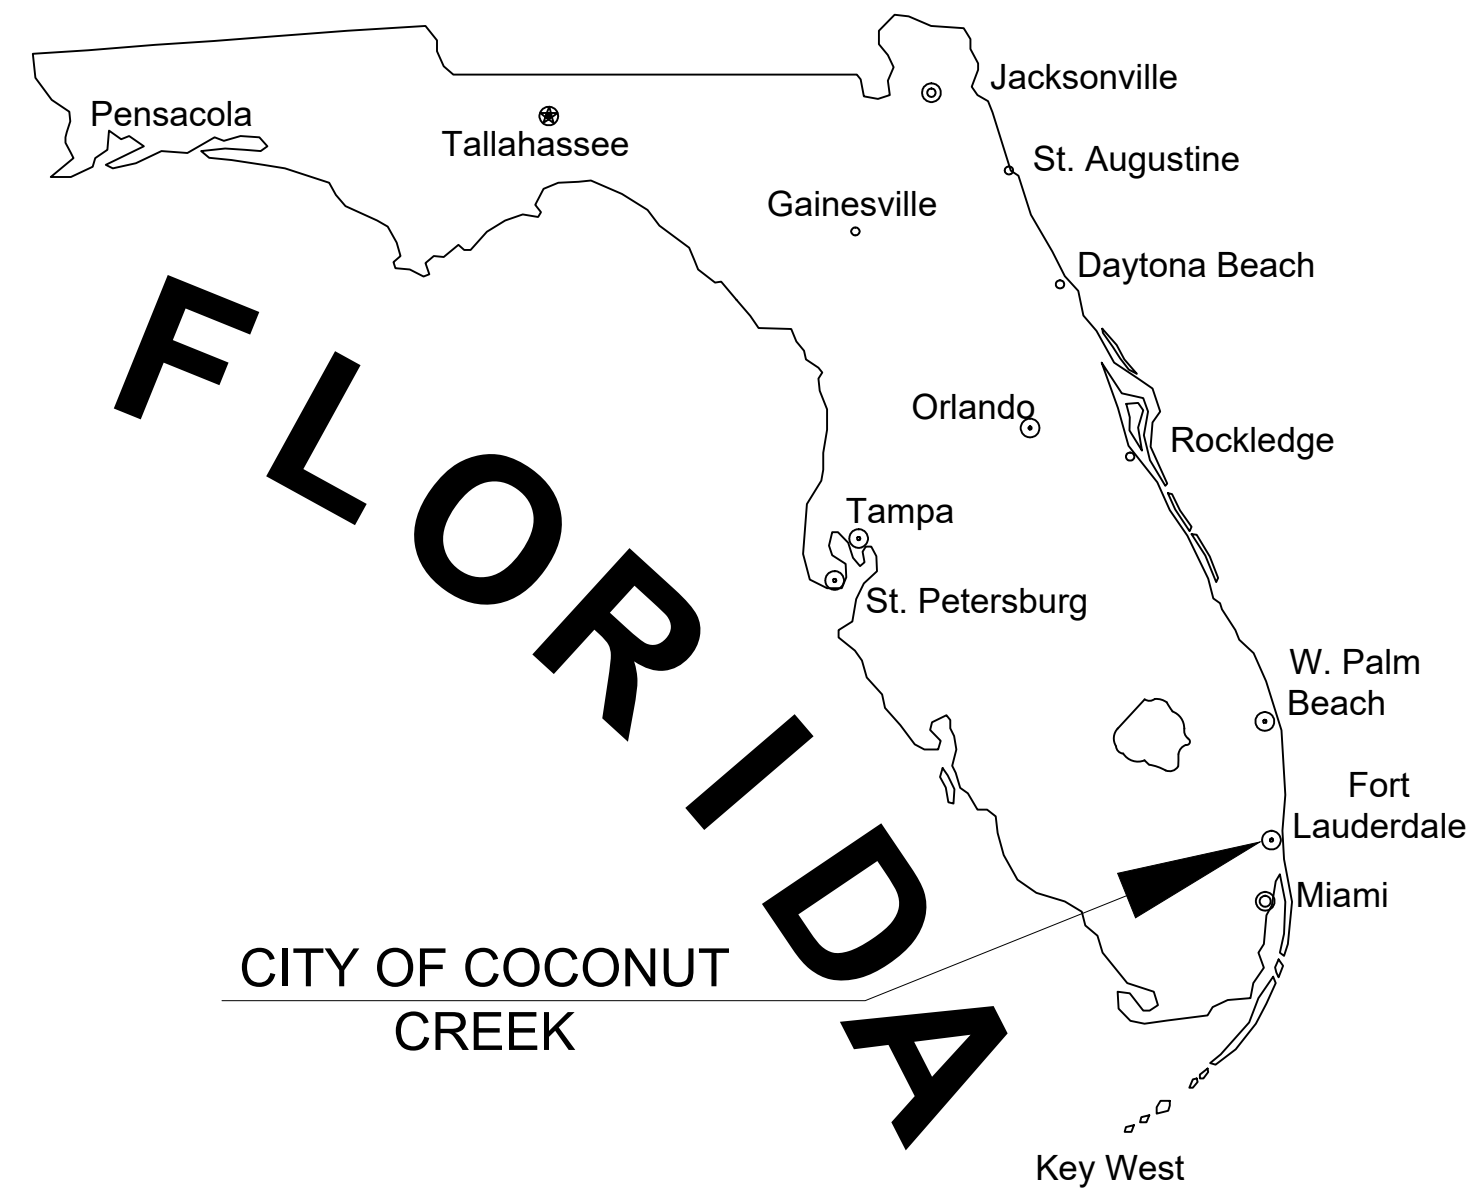 Jacksonville
Pensacola
Tallahassee
St. Augustine
Gainesville
Daytona Beach
Orlando
Rockledge
Tampa
St. Petersburg
W. Palm
Beach
Fort
Lauderdale
Miami
FLORIDA
CITY OF COCONUT
CREEK
Key West